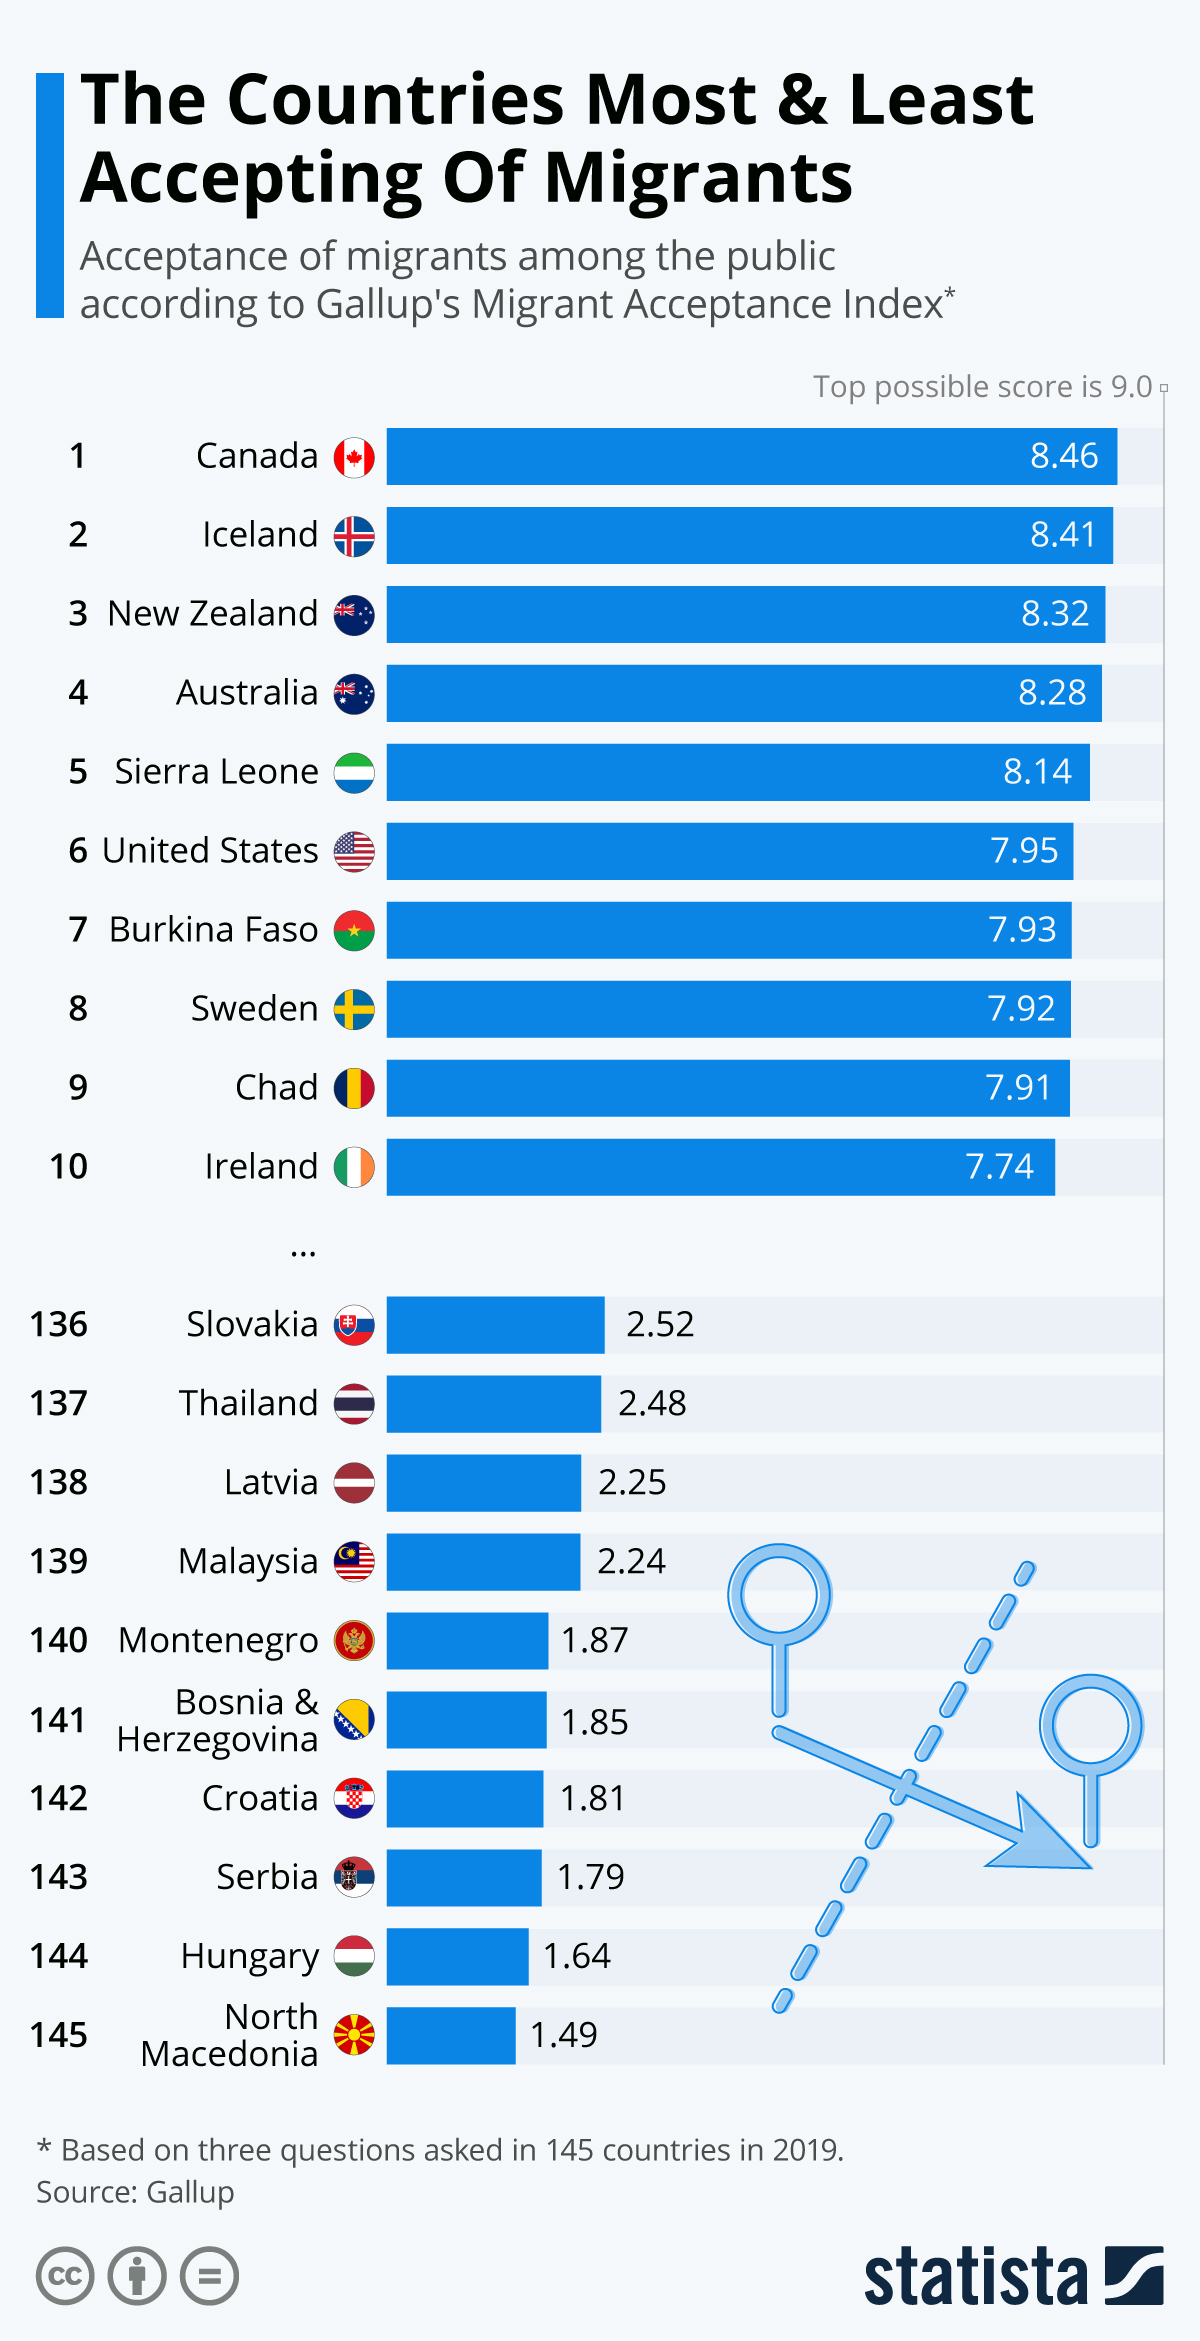 The Countries Most & Least
Accepting Of Migrants
Acceptance of migrants among the public
according to Gallup's Migrant Acceptance Index*
Top possible score is 9.0
1 Canada 8.46
2 Iceland 8.41
3 New Zealand 8.32
4 Australia 8.28
5 Sierra Leone 8.14
6 United States 7.95
7 Burkina Faso 7.93
8 Sweden 7.92
9 Chad 7.91
10 Ireland 7.74
...
136 Slovakia 2.52
137 Thailand 2.48
138 Latvia 2.25
139 Malaysia 2.24
140 Montenegro 1.87
141 Bosnia &
Herzegovina 1.85
142 Croatia 1.81
143 Serbia 1.79
144 Hungary 1.64
145 North
Macedonia 1.49
* Based on three questions asked in 145 countries in 2019.
Source: Gallup
cc
statista